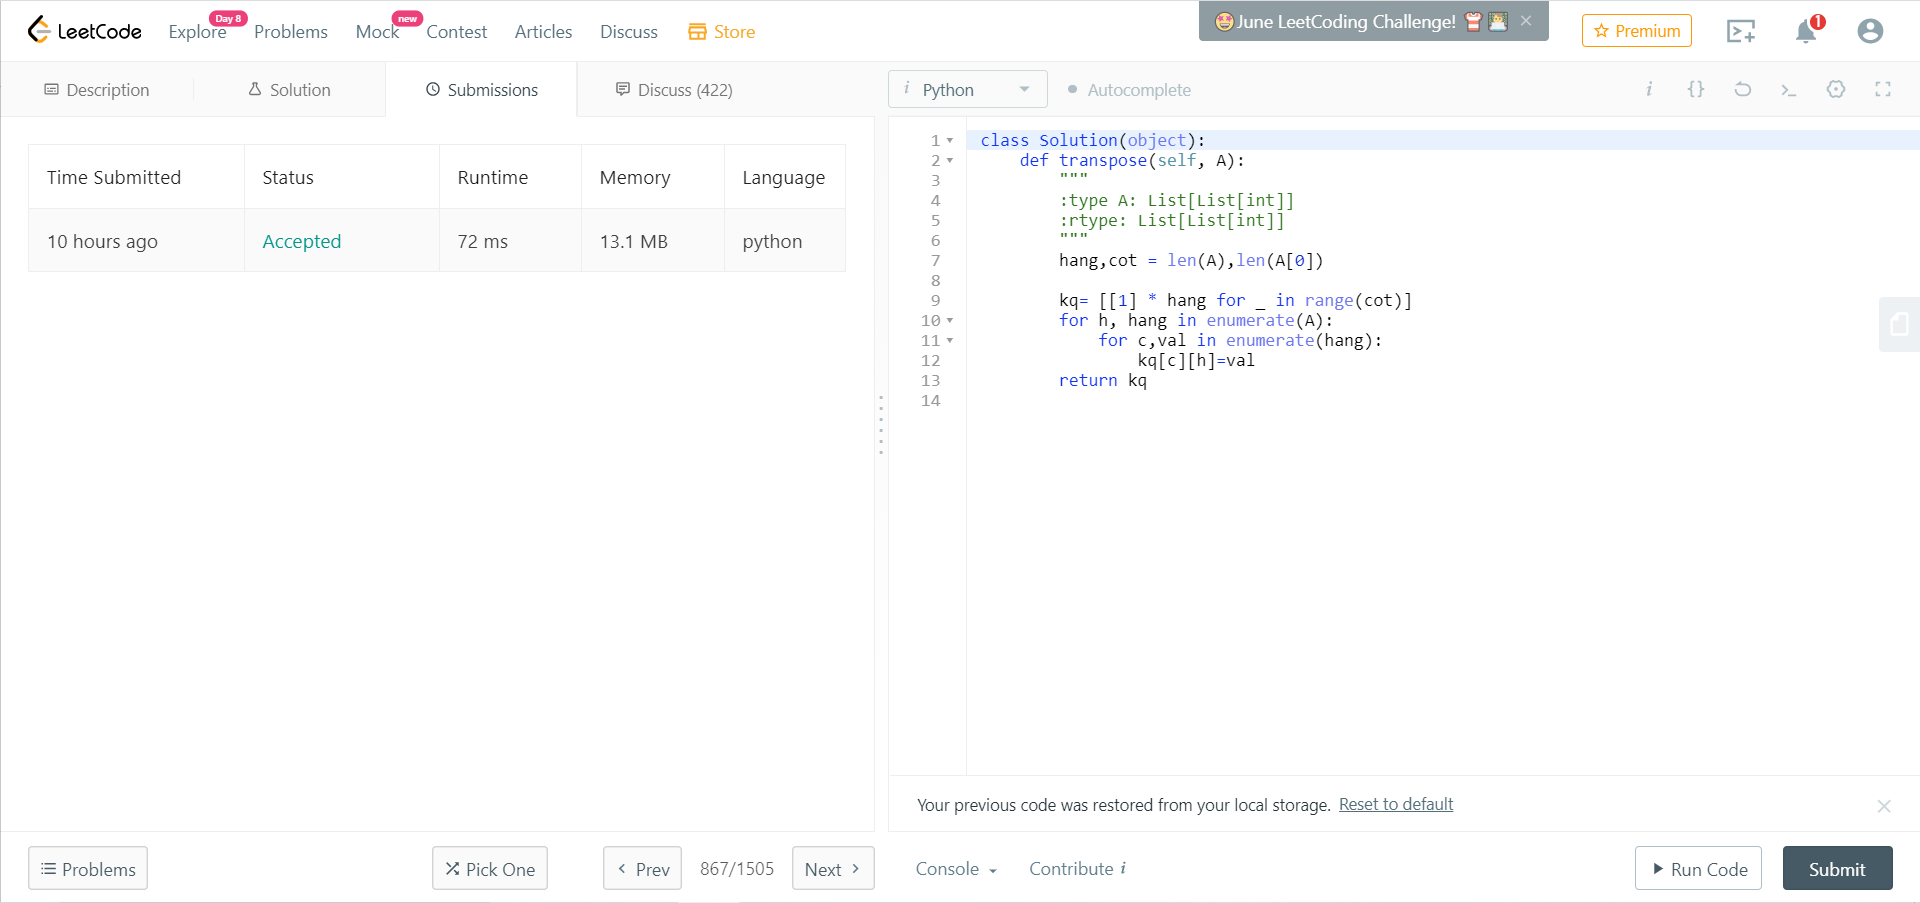 LeetCode
Explore Day 8 Problems Mock new Contest Articles Discuss Store
June LeetCoding Challenge!
Premium
1
Description Solution Submissions Discuss (422)
i Python Autocomplete
i {}
Time Submitted Status Runtime Memory Language
10 hours ago Accepted 72 ms 13.1 MB python
1 class Solution(object):
2     def transpose(self, A):
3         """
4         :type A: List[List[int]]
5         :rtype: List[List[int]]
6         """
7         hang,cot = len(A),len(A[0])
8
9         kq= [[1] * hang for _ in range(cot)]
10         for h, hang in enumerate(A):
11             for c,val in enumerate(hang):
12                 kq[c][h]=val
13         return kq
14
Your previous code was restored from your local storage. Reset to default
Problems Pick One Prev 867/1505 Next Console Contribute i Run Code Submit